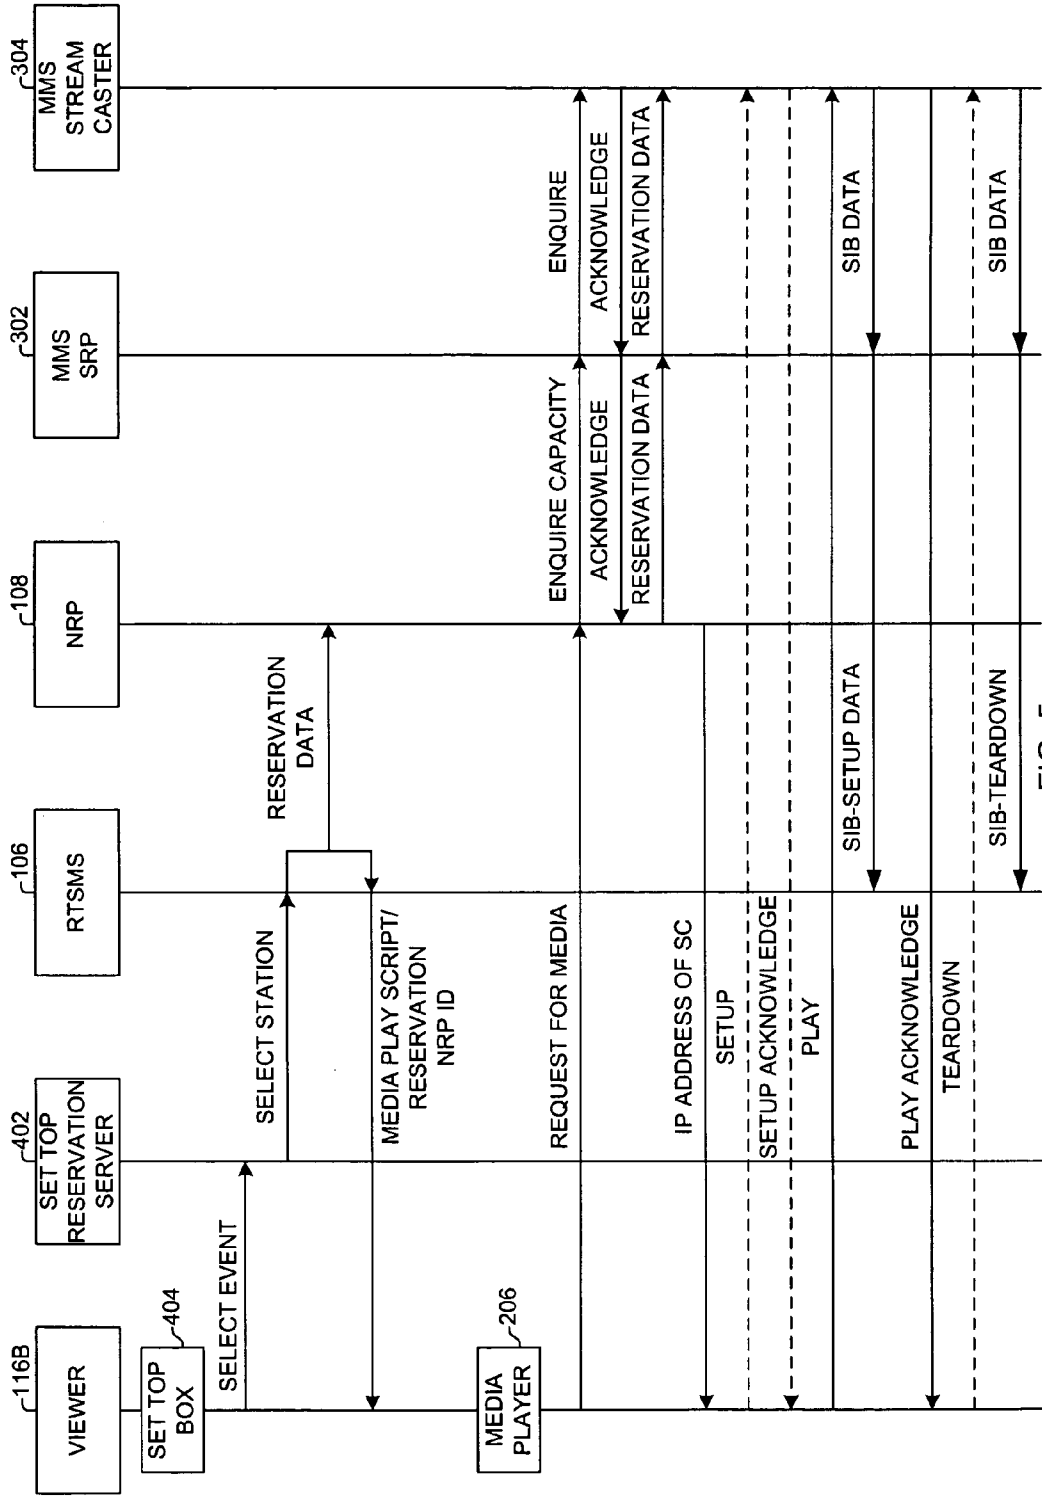 116B
VIEWER
402
SET TOP
RESERVATION
SERVER
106
RTSMS
108
NRP
302
MMS
SRP
304
MMS
STREAM
CASTER
SET TOP
BOX
404
SELECT EVENT
SELECT STATION
RESERVATION
DATA
MEDIA PLAY SCRIPT/
RESERVATION
NRP ID
MEDIA
PLAYER
206
REQUEST FOR MEDIA
ENQUIRE CAPACITY
ENQUIRE
ACKNOWLEDGE
ACKNOWLEDGE
RESERVATION DATA
RESERVATION DATA
IP ADDRESS OF SC
SETUP
SETUP ACKNOWLEDGE
PLAY
SIB-SETUP DATA
SIB DATA
PLAY ACKNOWLEDGE
TEARDOWN
SIB-TEARDOWN
SIB DATA